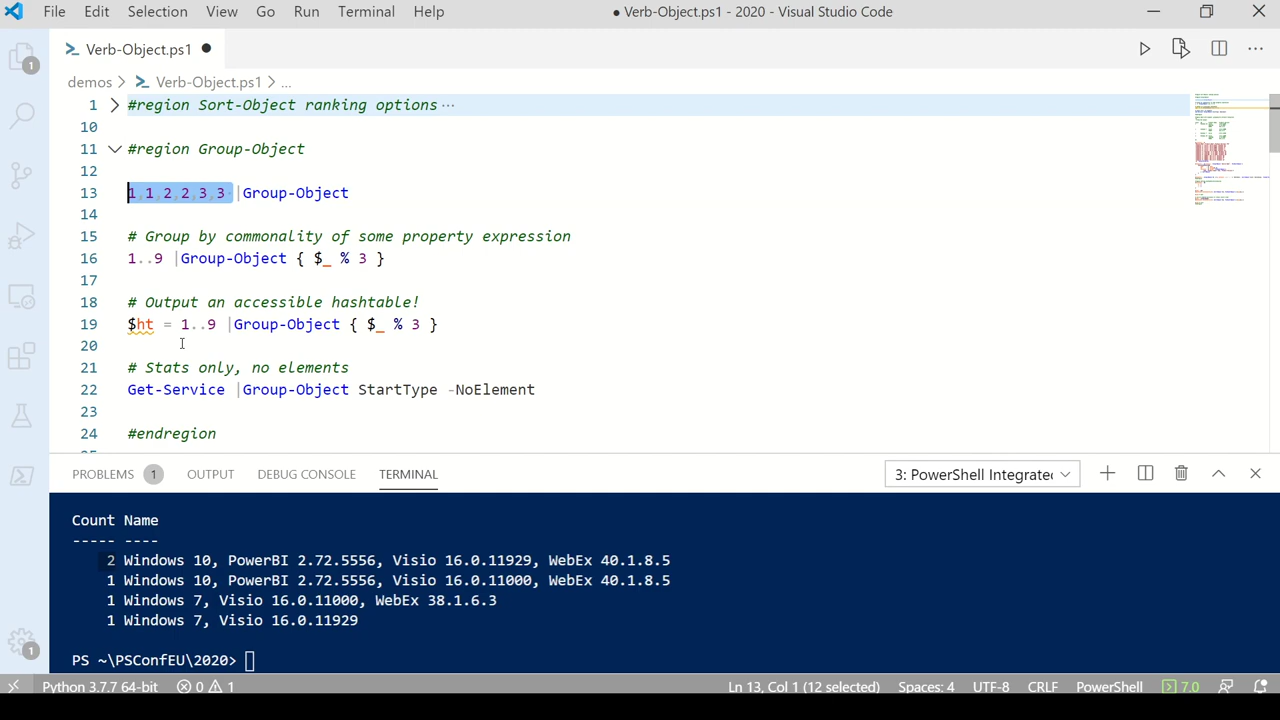 File Edit Selection View Go Run Terminal Help ● Verb-Object.ps1 - 2020 - Visual Studio Code
Verb-Object.ps1 ●
demos > Verb-Object.ps1 > ...
1 #region Sort-Object ranking options ...
10
11 #region Group-Object
12
13 1,1,2,2,3,3 |Group-Object
14
15 # Group by commonality of some property expression
16 1..9 |Group-Object { $_ % 3 }
17
18 # Output an accessible hashtable!
19 $ht = 1..9 |Group-Object { $_ % 3 }
20
21 # Stats only, no elements
22 Get-Service |Group-Object StartType -NoElement
23
24 #endregion
PROBLEMS 1 OUTPUT DEBUG CONSOLE TERMINAL 3: PowerShell Integrated
Count Name
----- ----
2 Windows 10, PowerBI 2.72.5556, Visio 16.0.11929, WebEx 40.1.8.5
1 Windows 10, PowerBI 2.72.5556, Visio 16.0.11000, WebEx 40.1.8.5
1 Windows 7, Visio 16.0.11000, WebEx 38.1.6.3
1 Windows 7, Visio 16.0.11929
PS ~\PSConfEU\2020>
Python 3.7.7 64-bit 0 1 Ln 13, Col 1 (12 selected) Spaces: 4 UTF-8 CRLF PowerShell 7.0
1
1